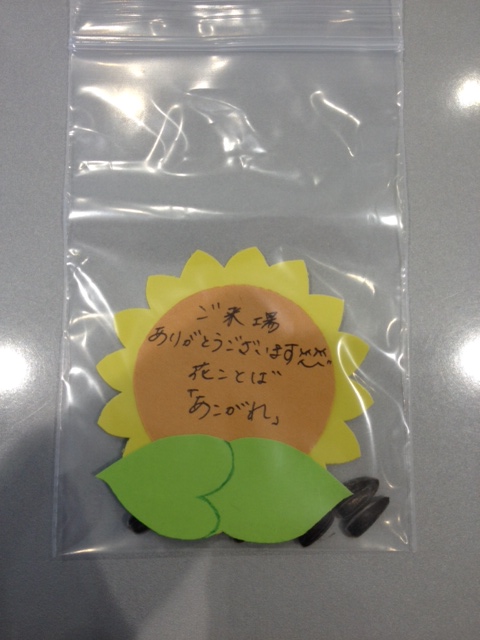 ご来場
ありがとうございます
花ことば
「あこがれ」